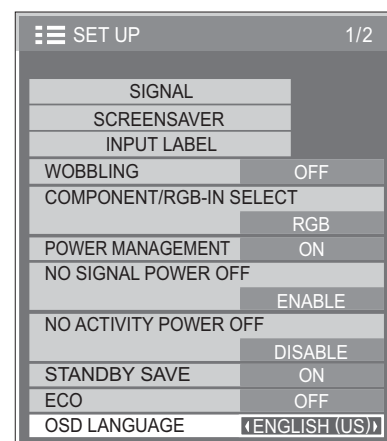 SET UP 1/2
SIGNAL
SCREENSAVER
INPUT LABEL
WOBBLING OFF
COMPONENT/RGB-IN SELECT
RGB
POWER MANAGEMENT ON
NO SIGNAL POWER OFF
ENABLE
NO ACTIVITY POWER OFF
DISABLE
STANDBY SAVE ON
ECO OFF
OSD LANGUAGE ENGLISH (US)